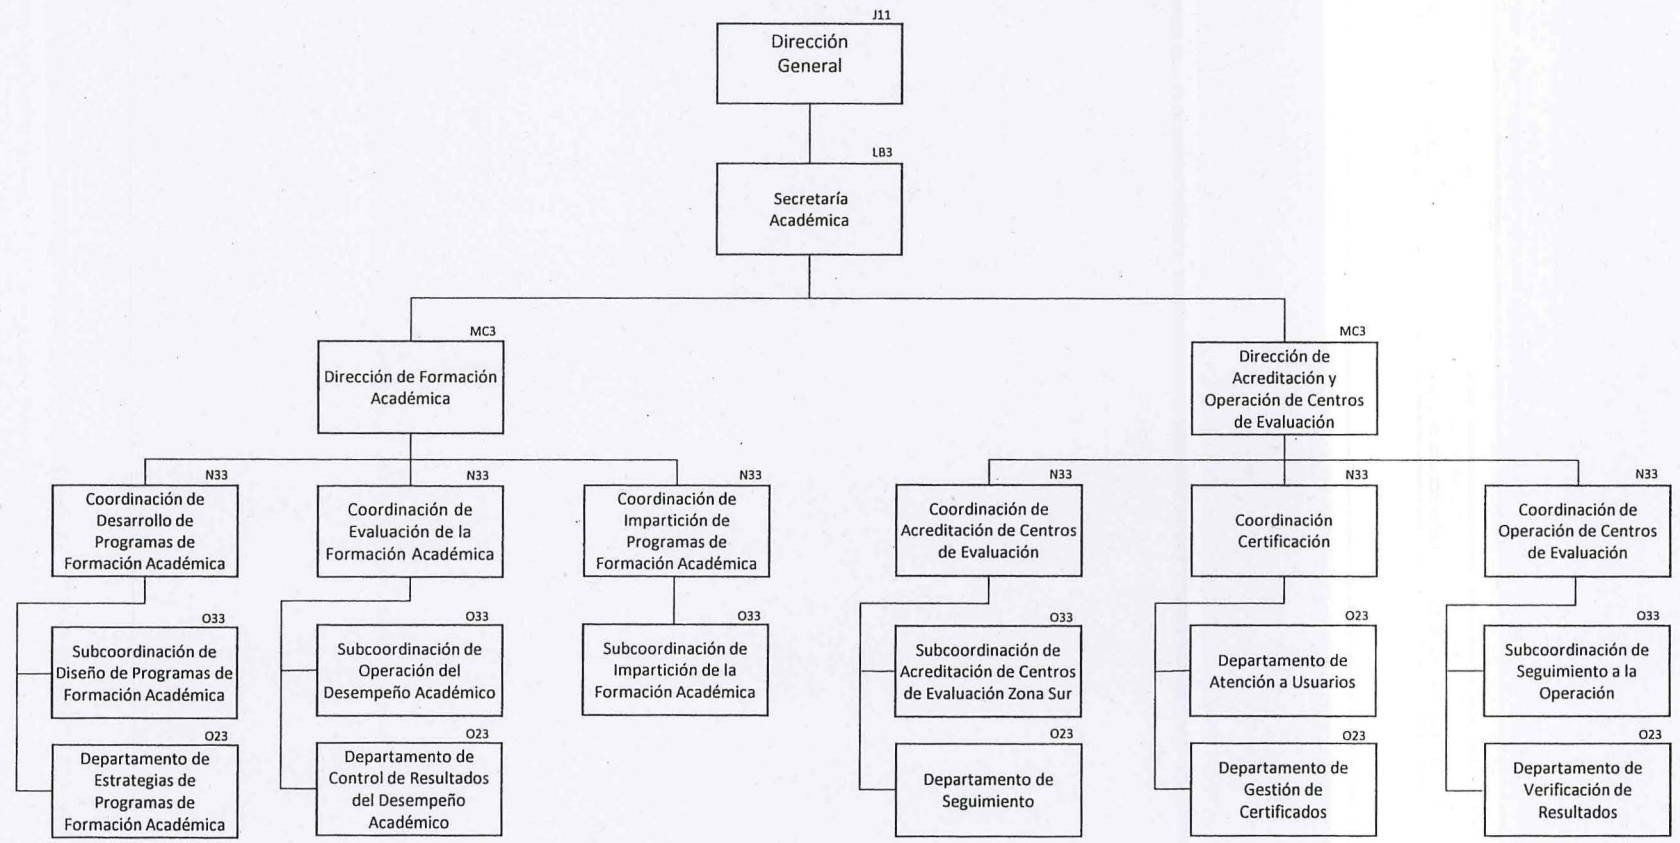 J11
Dirección
General
LB3
Secretaría
Académica
MC3
Dirección de Formación
Académica
MC3
Dirección de
Acreditación y
Operación de Centros
de Evaluación
N33
Coordinación de
Desarrollo de
Programas de
Formación Académica
N33
Coordinación de
Evaluación de la
Formación Académica
N33
Coordinación de
Impartición de
Programas de
Formación Académica
N33
Coordinación de
Acreditación de Centros
de Evaluación
N33
Coordinación
Certificación
N33
Coordinación de
Operación de Centros
de Evaluación
O33
Subcoordinación de
Diseño de Programas de
Formación Académica
O33
Subcoordinación de
Operación del
Desempeño Académico
O33
Subcoordinación de
Impartición de la
Formación Académica
O33
Subcoordinación de
Acreditación de Centros
de Evaluación Zona Sur
O23
Departamento de
Atención a Usuarios
O33
Subcoordinación de
Seguimiento a la
Operación
O23
Departamento de
Estrategias de
Programas de
Formación Académica
O23
Departamento de
Control de Resultados
del Desempeño
Académico
O23
Departamento de
Seguimiento
O23
Departamento de
Gestión de
Certificados
O23
Departamento de
Verificación de
Resultados